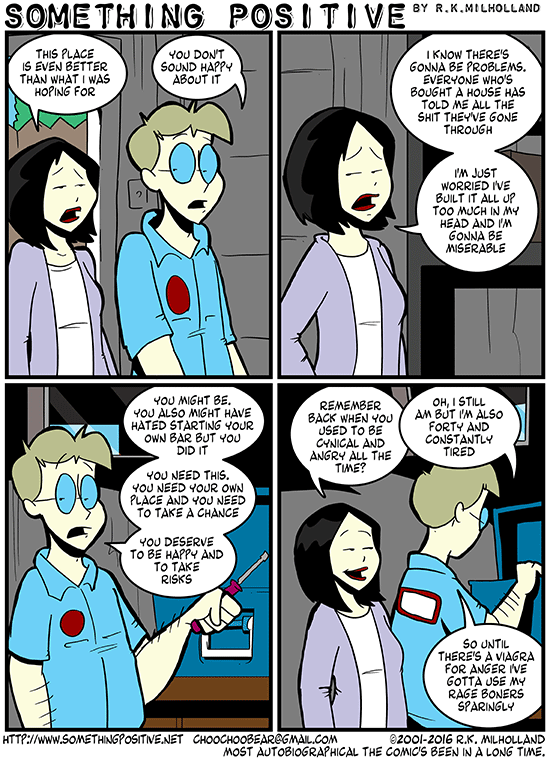 SOMETHING POSITIVE BY R.K.MILHOLLAND
THIS PLACE
IS EVEN BETTER
THAN WHAT I WAS
HOPING FOR
YOU DON'T
SOUND HAPPY
ABOUT IT
?
I KNOW THERE'S
GONNA BE PROBLEMS.
EVERYONE WHO'S
BOUGHT A HOUSE HAS
TOLD ME ALL THE
SHIT THEY'VE GONE
THROUGH
I'M JUST
WORRIED I'VE
BUILT IT ALL UP
TOO MUCH IN MY
HEAD AND I'M
GONNA BE
MISERABLE
YOU MIGHT BE.
YOU ALSO MIGHT HAVE
HATED STARTING YOUR
OWN BAR BUT YOU
DID IT
YOU NEED THIS.
YOU NEED YOUR OWN
PLACE AND YOU NEED
TO TAKE A CHANCE
YOU DESERVE
TO BE HAPPY AND
TO TAKE
RISKS
REMEMBER
BACK WHEN YOU
USED TO BE
CYNICAL AND
ANGRY ALL THE
TIME?
OH, I STILL
AM BUT I'M ALSO
FORTY AND
CONSTANTLY
TIRED
SO UNTIL
THERE'S A VIAGRA
FOR ANGER I'VE
GOTTA USE MY
RAGE BONERS
SPARINGLY
HTTP://WWW.SOMETHINGPOSITIVE.NET CHOOCHOOBEAR@GMAIL.COM ©2001-2016 R.K. MILHOLLAND
MOST AUTOBIOGRAPHICAL THE COMIC'S BEEN IN A LONG TIME.